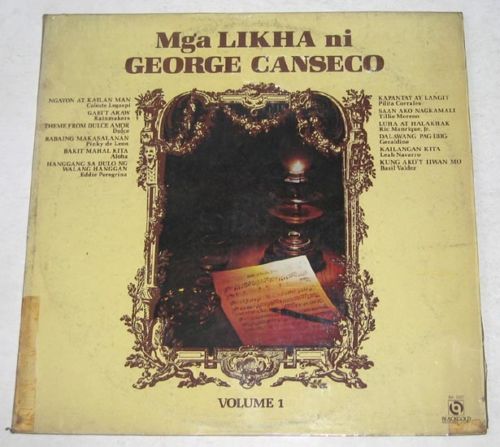 Mga LIKHA ni
GEORGE CANSECO
NGAYON AT KAILAN MAN
Celeste Legaspi
GABI'T ARAW
Rainmakers
THEME FROM DULCE AMOR
Dulce
BABAING MAKASALANAN
Pinky de Leon
BAKIT MAHAL KITA
Aloha
HANGGANG SA DULO NG
WALANG HANGGAN
Eddie Peregrina
KAPANTAY AY LANGIT
Pilita Corrales
SAAN AKO NAGKAMALI
Tillie Moreno
LUHA AT HALAKHAK
Ric Manrique, Jr.
DALAWANG PAG-IBIG
Geraldine
KAILANGAN KITA
Leah Navarro
KUNG AKO'Y IIWAN MO
Basil Valdez
VOLUME 1
BLACKGOLD